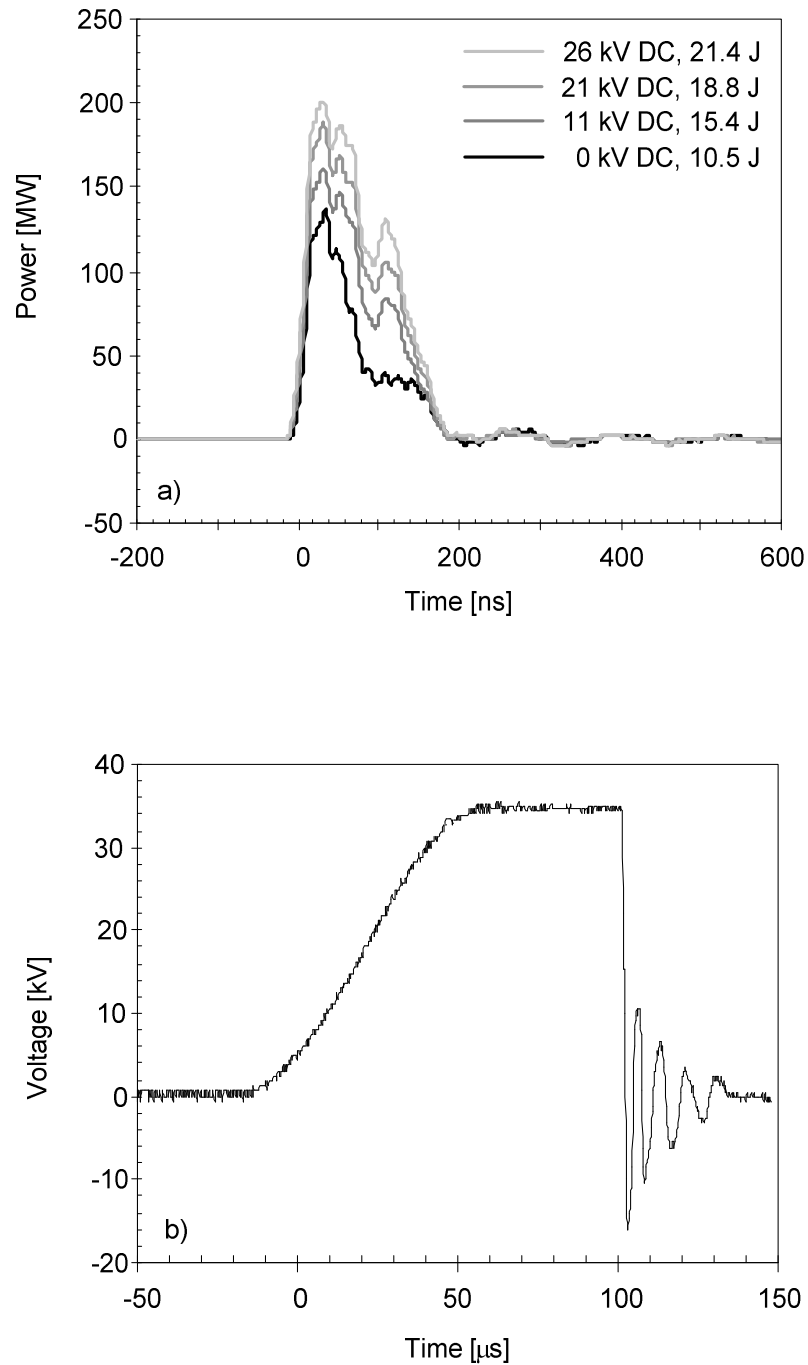 250
200
150
100
50
0
-50
Power [MW]
26 kV DC, 21.4 J
21 kV DC, 18.8 J
11 kV DC, 15.4 J
0 kV DC, 10.5 J
a)
-200 0 200 400 600
Time [ns]
40
30
20
10
0
-10
-20
Voltage [kV]
b)
-50 0 50 100 150
Time [µs]